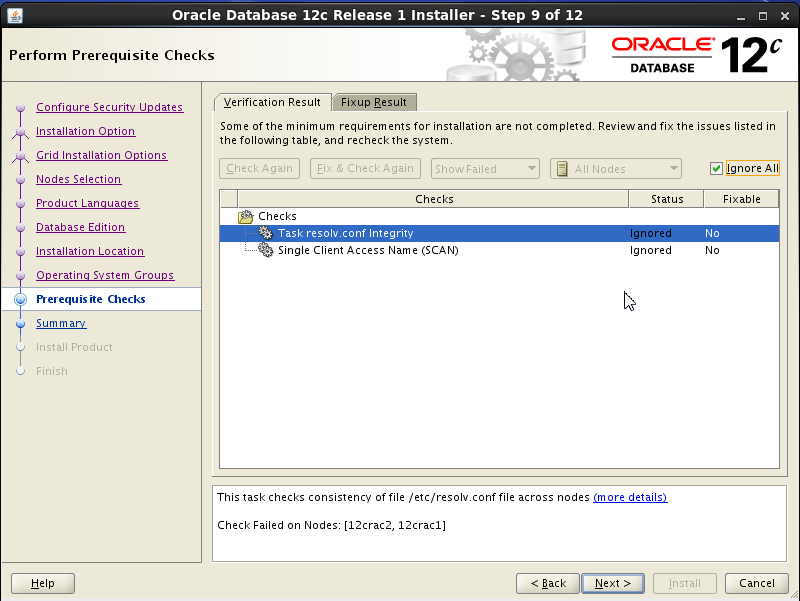 Oracle Database 12c Release 1 Installer - Step 9 of 12
Perform Prerequisite Checks
ORACLE®
DATABASE
12c
Configure Security Updates
Installation Option
Grid Installation Options
Nodes Selection
Product Languages
Database Edition
Installation Location
Operating System Groups
Prerequisite Checks
Summary
Install Product
Finish
Verification Result Fixup Result
Some of the minimum requirements for installation are not completed. Review and fix the issues listed in
the following table, and recheck the system.
Check Again Fix & Check Again Show Failed All Nodes Ignore All
Checks Status Fixable
Checks
Task resolv.conf Integrity Ignored No
Single Client Access Name (SCAN) Ignored No
This task checks consistency of file /etc/resolv.conf file across nodes (more details)
Check Failed on Nodes: [12crac2, 12crac1]
Help < Back Next > Install Cancel